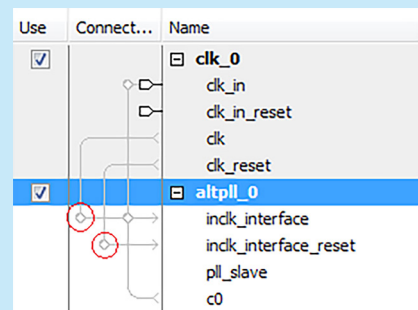 Use Connect... Name
clk_0
clk_in
clk_in_reset
clk
clk_reset
altpll_0
inclk_interface
inclk_interface_reset
pll_slave
c0